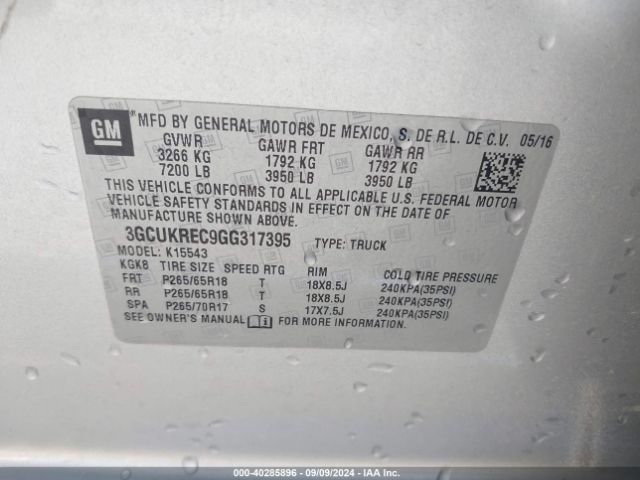 GM
MFD BY GENERAL MOTORS DE MEXICO, S. DE R.L. DE C.V. 05/16
GVWR GAWR FRT GAWR RR
3266 KG 1792 KG 1792 KG
7200 LB 3950 LB 3950 LB
THIS VEHICLE CONFORMS TO ALL APPLICABLE U.S. FEDERAL MOTOR
VEHICLE SAFETY STANDARDS IN EFFECT ON THE DATE OF
MANUFACTURE SHOWN ABOVE.
3GCUKREC9GG317395 TYPE: TRUCK
MODEL: K15543
KGK8 TIRE SIZE SPEED RTG RIM COLD TIRE PRESSURE
FRT P265/65R18 T 18X8.5J 240KPA(35PSI)
RR P265/65R18 T 18X8.5J 240KPA(35PSI)
SPA P265/70R17 S 17X7.5J 240KPA(35PSI)
SEE OWNER'S MANUAL FOR MORE INFORMATION.
000-40285896 - 09/09/2024 - IAA Inc.